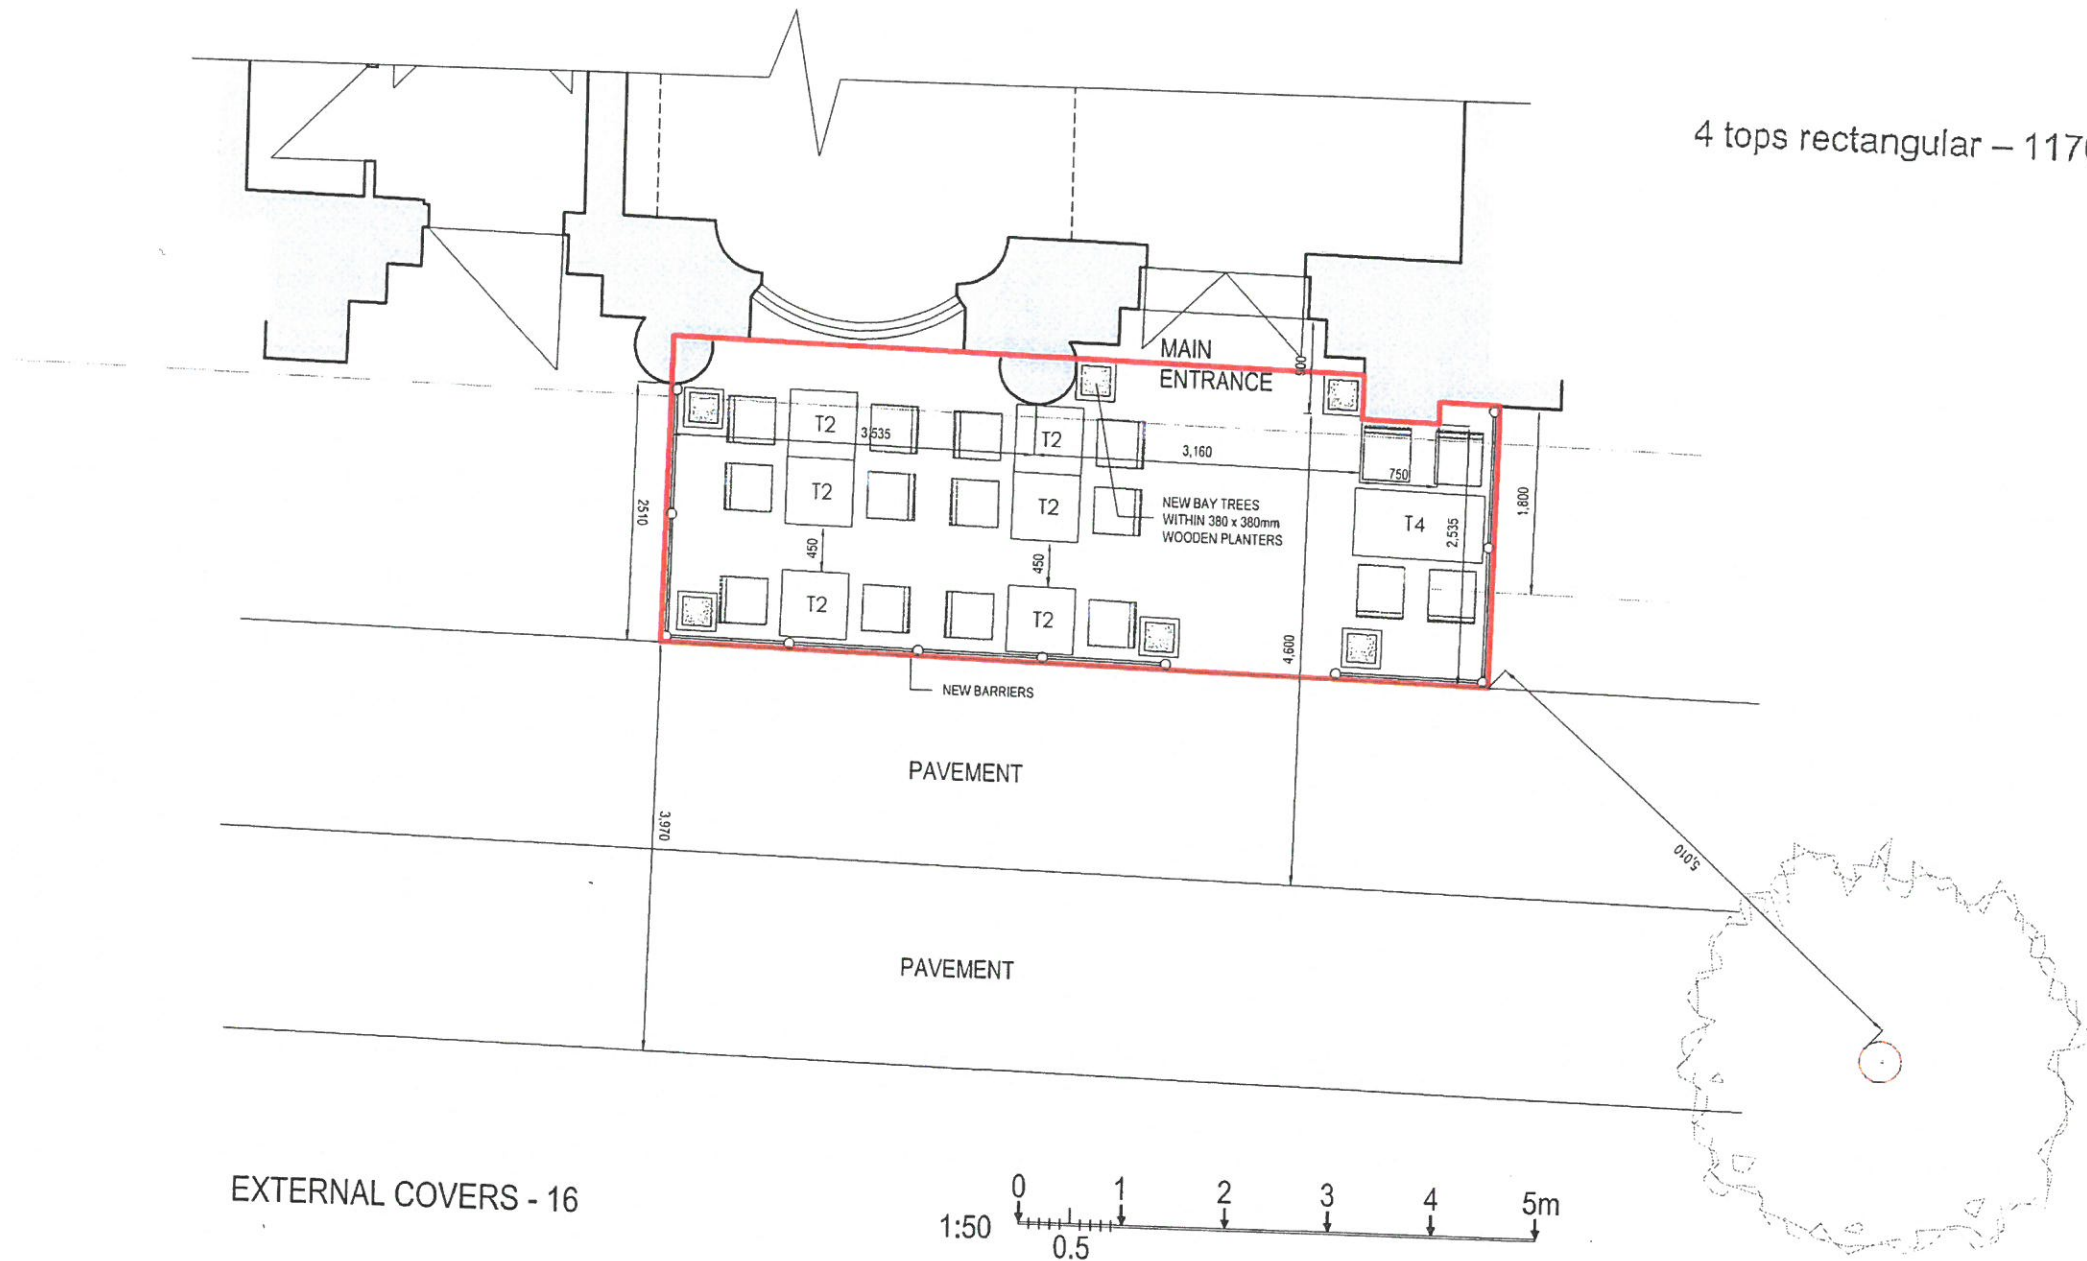 4 tops rectangular – 117
MAIN
ENTRANCE
900
T2
3,535
T2
3,160
750
T2
T2
T4
2,535
1,800
2510
450
450
NEW BAY TREES
WITHIN 380 x 380mm
WOODEN PLANTERS
T2
T2
4,600
NEW BARRIERS
PAVEMENT
3,970
5,010
PAVEMENT
EXTERNAL COVERS - 16
0 1 2 3 4 5m
1:50
0.5